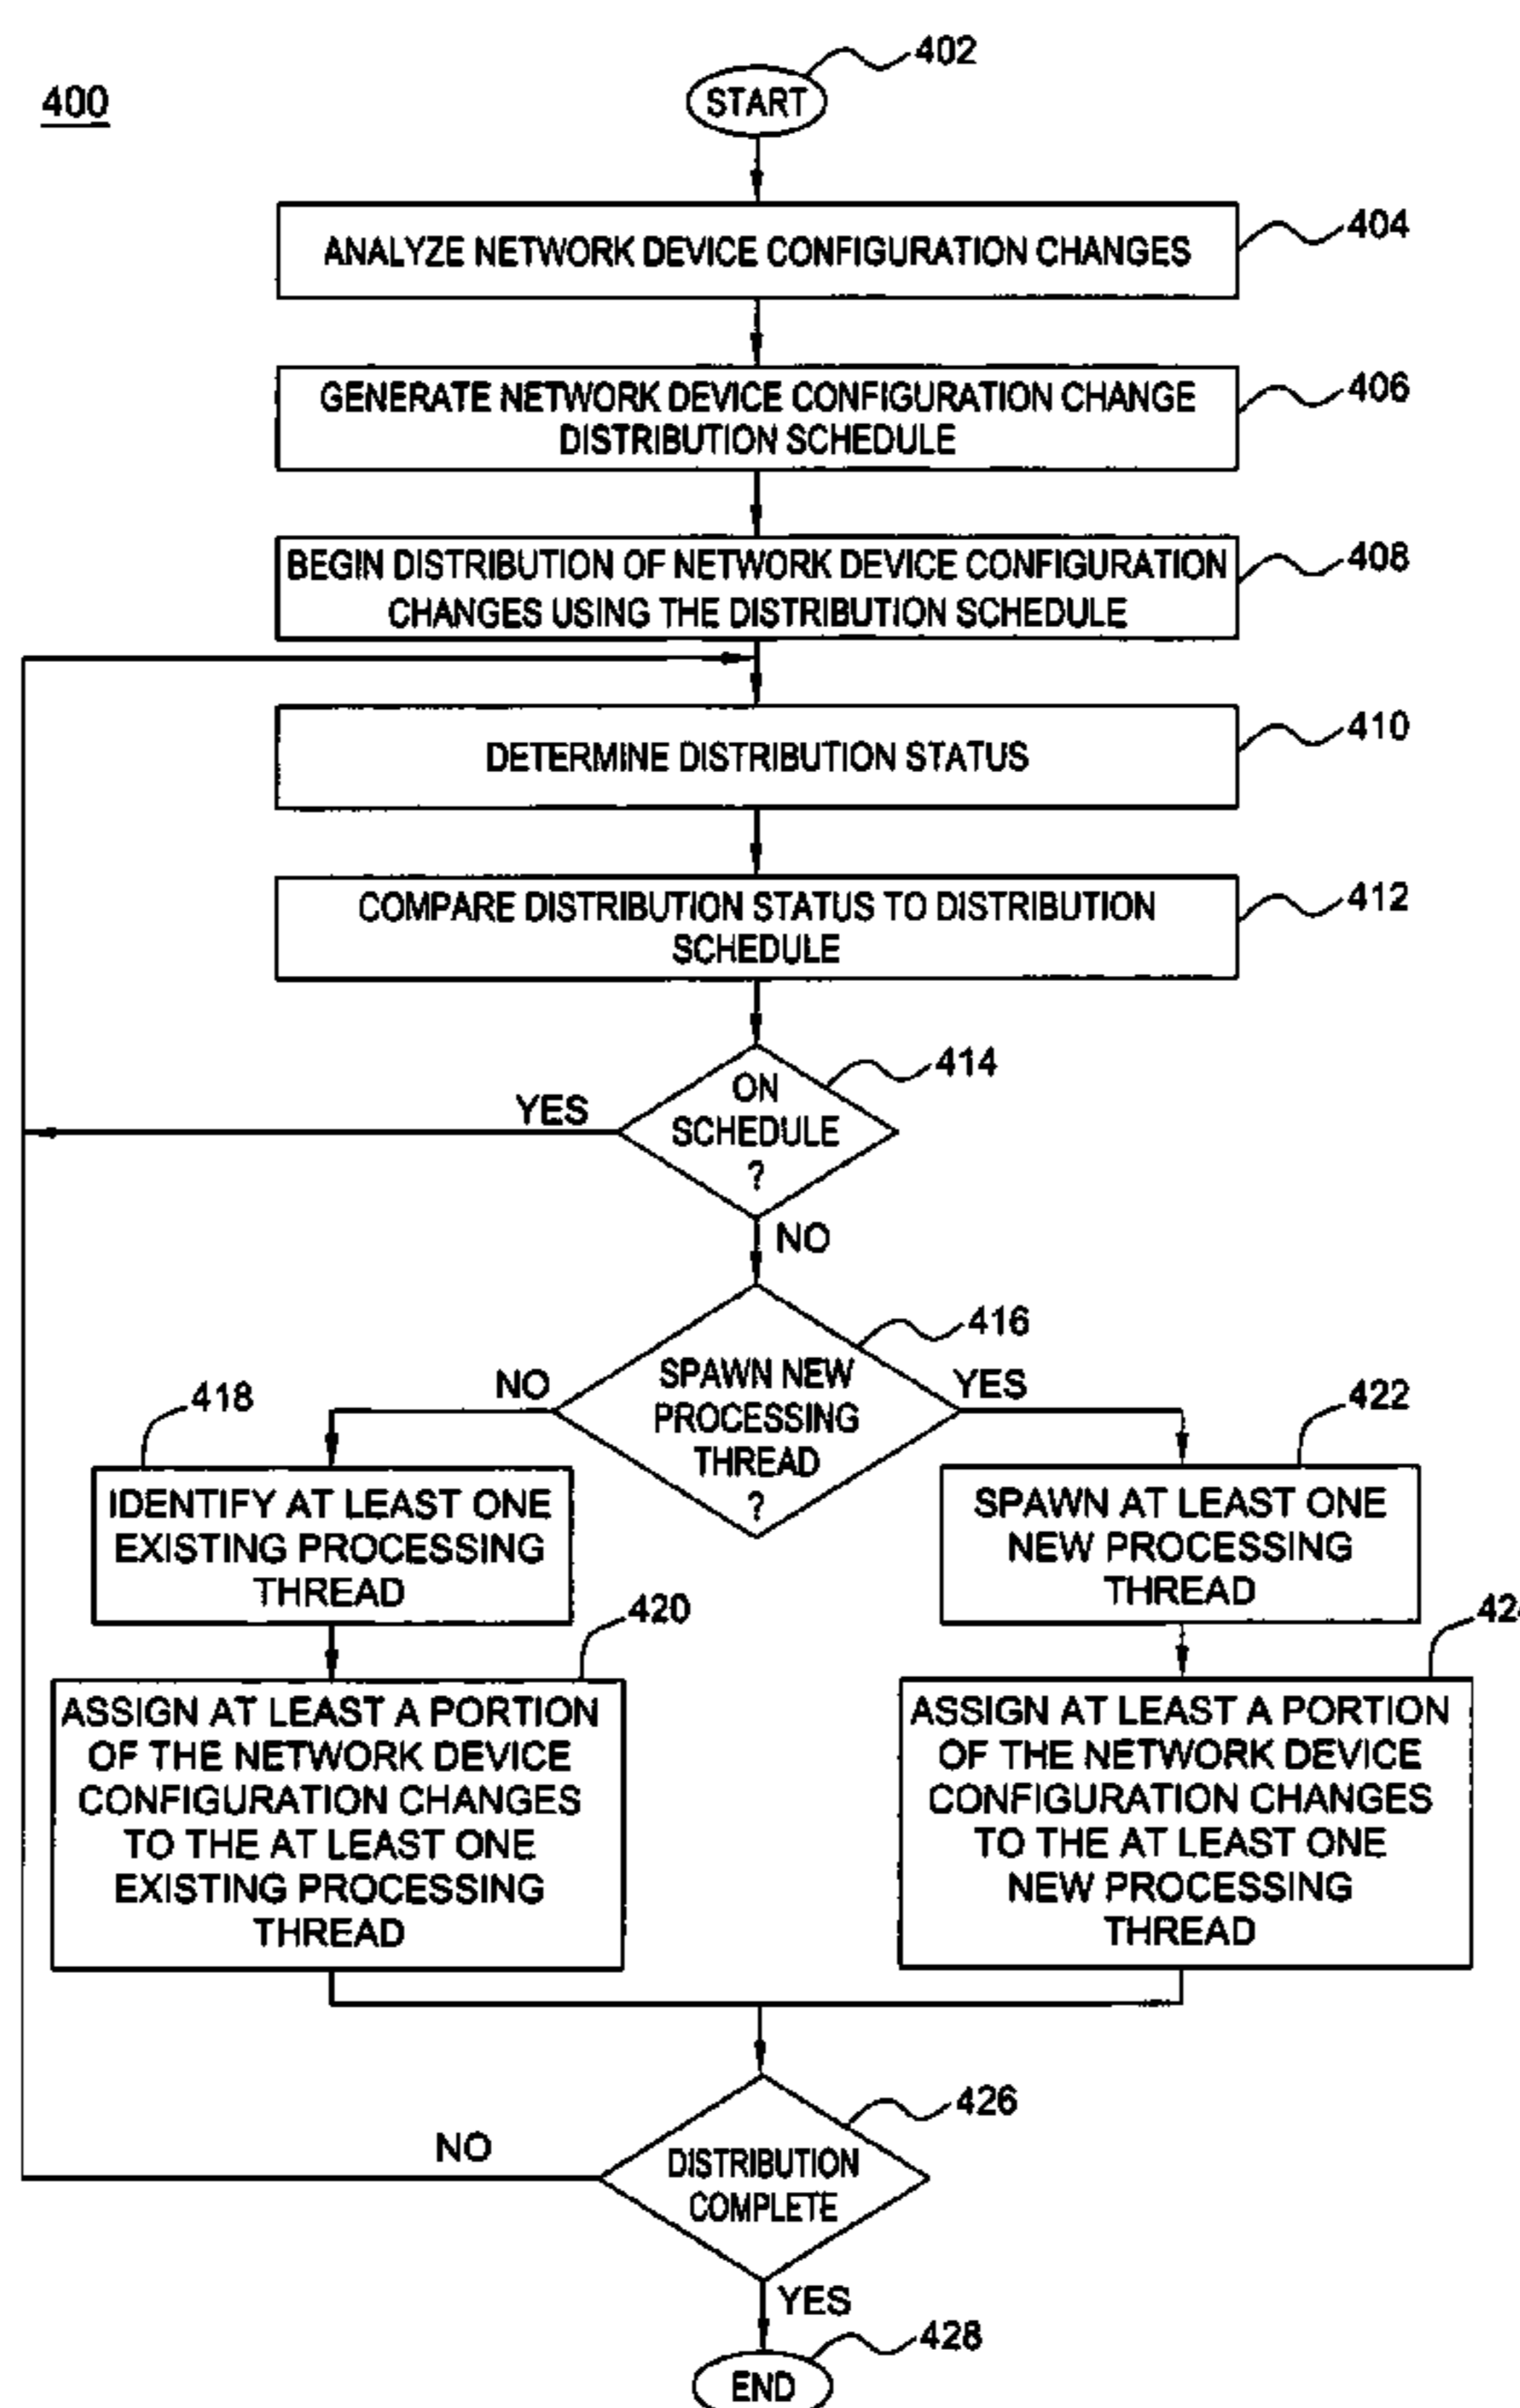 402
400
START
404
ANALYZE NETWORK DEVICE CONFIGURATION CHANGES
406
GENERATE NETWORK DEVICE CONFIGURATION CHANGE
DISTRIBUTION SCHEDULE
408
BEGIN DISTRIBUTION OF NETWORK DEVICE CONFIGURATION
CHANGES USING THE DISTRIBUTION SCHEDULE
410
DETERMINE DISTRIBUTION STATUS
412
COMPARE DISTRIBUTION STATUS TO DISTRIBUTION
SCHEDULE
414
ON
SCHEDULE
?
YES
NO
416
SPAWN NEW
PROCESSING
THREAD
?
NO
YES
418
IDENTIFY AT LEAST ONE
EXISTING PROCESSING
THREAD
422
SPAWN AT LEAST ONE
NEW PROCESSING
THREAD
420
ASSIGN AT LEAST A PORTION
OF THE NETWORK DEVICE
CONFIGURATION CHANGES
TO THE AT LEAST ONE
EXISTING PROCESSING
THREAD
ASSIGN AT LEAST A PORTION
OF THE NETWORK DEVICE
CONFIGURATION CHANGES
TO THE AT LEAST ONE
NEW PROCESSING
THREAD
426
DISTRIBUTION
COMPLETE
NO
YES
428
END